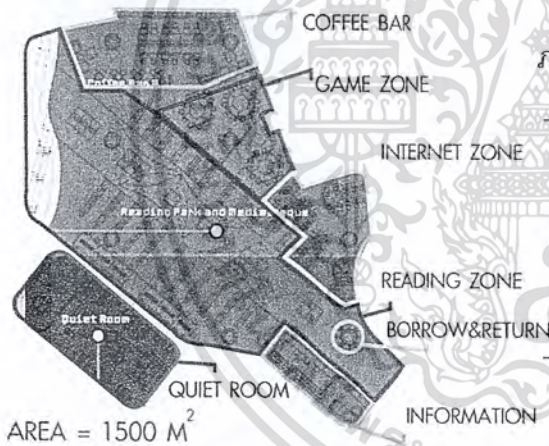 COFFEE BAR
GAME ZONE
INTERNET ZONE
Reading Park and Media
READING ZONE
BORROW&RETURN
Quiet Room
QUIET ROOM
INFORMATION
AREA = 1500 M²